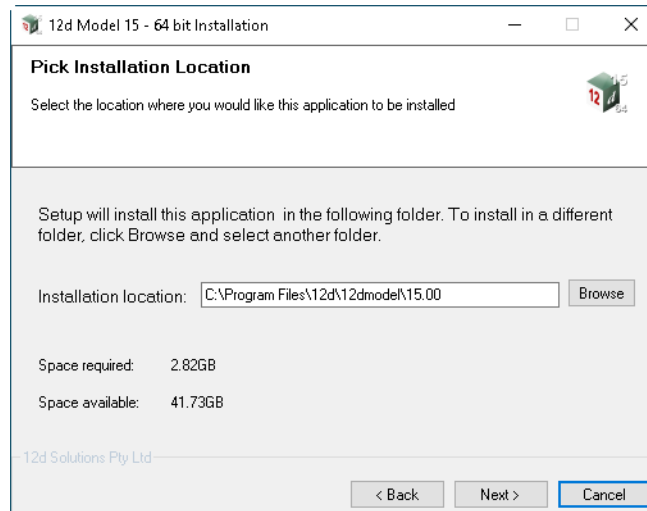 12d Model 15 - 64 bit Installation
Pick Installation Location
Select the location where you would like this application to be installed
15
12 d
64
Setup will install this application in the following folder. To install in a different
folder, click Browse and select another folder.
Installation location: C:\Program Files\12d\12dmodel\15.00 Browse
Space required: 2.82GB
Space available: 41.73GB
12d Solutions Pty Ltd
< Back Next > Cancel